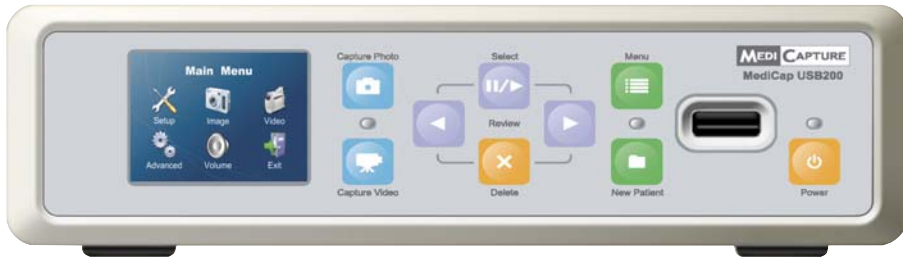 Main Menu
Setup
Image
Video
Advanced
Volume
Exit
Capture Photo
Capture Video
Select
Review
Delete
Menu
New Patient
MEDI CAPTURE
MediCap USB200
Power